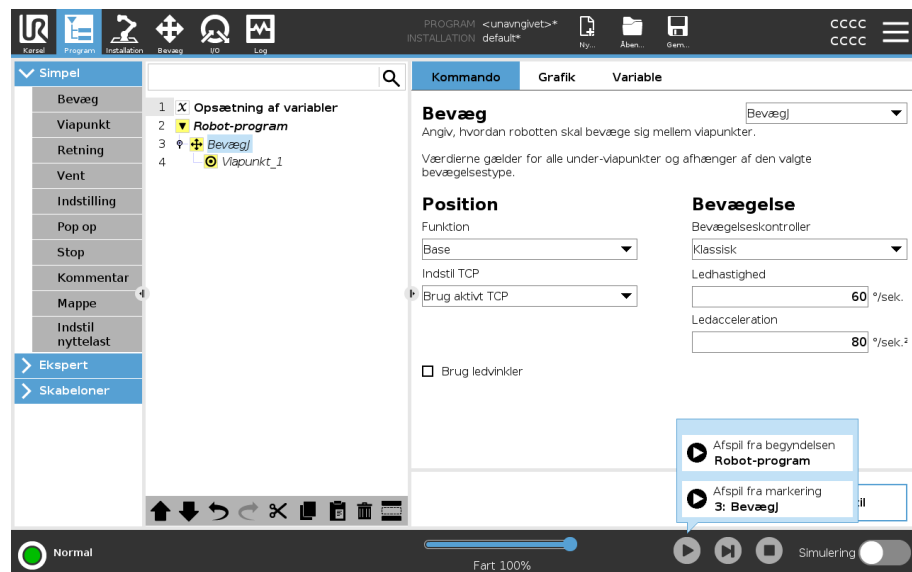 UR
PROGRAM <unavngivet>*
INSTALLATION default*
Ny...
Åben...
Gem...
CCCC
CCCC
Kørsel
Program
Installation
Bevæg
I/O
Log
Simpel
Bevæg
Viapunkt
Retning
Vent
Indstilling
Pop op
Stop
Kommentar
Mappe
Indstil
nyttelast
Ekspert
Skabeloner
1 X Opsætning af variabler
2 Robot-program
3 BevægJ
4 Viapunkt_1
Kommando
Grafik
Variable
Bevæg
BevægJ
Angiv, hvordan robotten skal bevæge sig mellem viapunkter.
Værdierne gælder for alle under-viapunkter og afhænger af den valgte
bevægelsestype.
Position
Funktion
Base
Indstil TCP
Brug aktivt TCP
Brug ledvinkler
Bevægelse
Bevægelseskontroller
Klassisk
Ledhastighed
60 °/sek.
Ledacceleration
80 °/sek.²
Afspil fra begyndelsen
Robot-program
Afspil fra markering
3: BevægJ
Normal
Fart 100%
Simulering